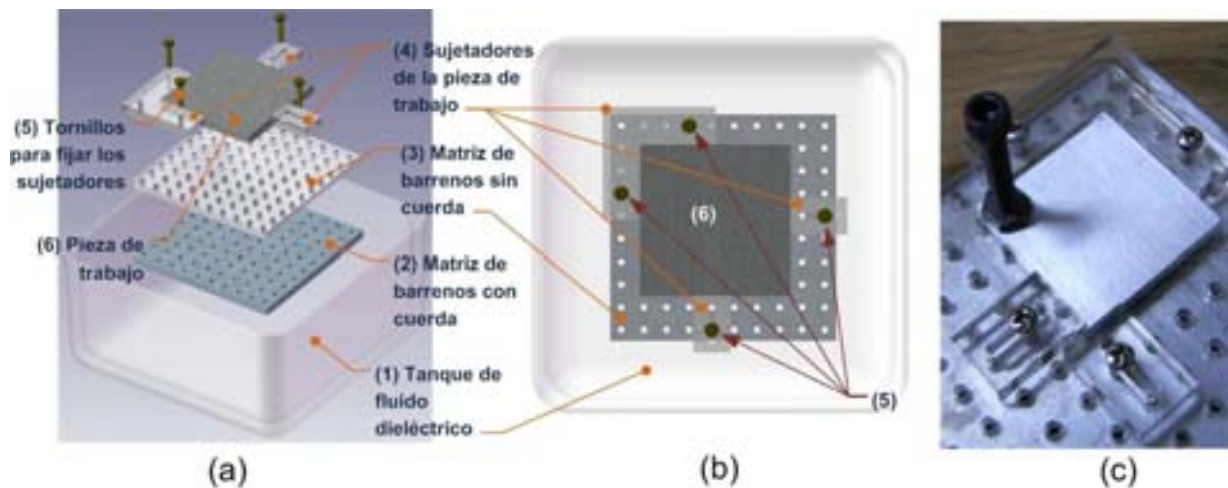 (4) Sujetadores
de la pieza de
trabajo
(5) Tornillos
para fijar los
sujetadores
(3) Matriz de
barrenos sin
cuerda
(6) Pieza de
trabajo
(2) Matriz de
barrenos con
cuerda
(1) Tanque de
fluido
dieléctrico
(6)
(5)
(a)
(b)
(c)